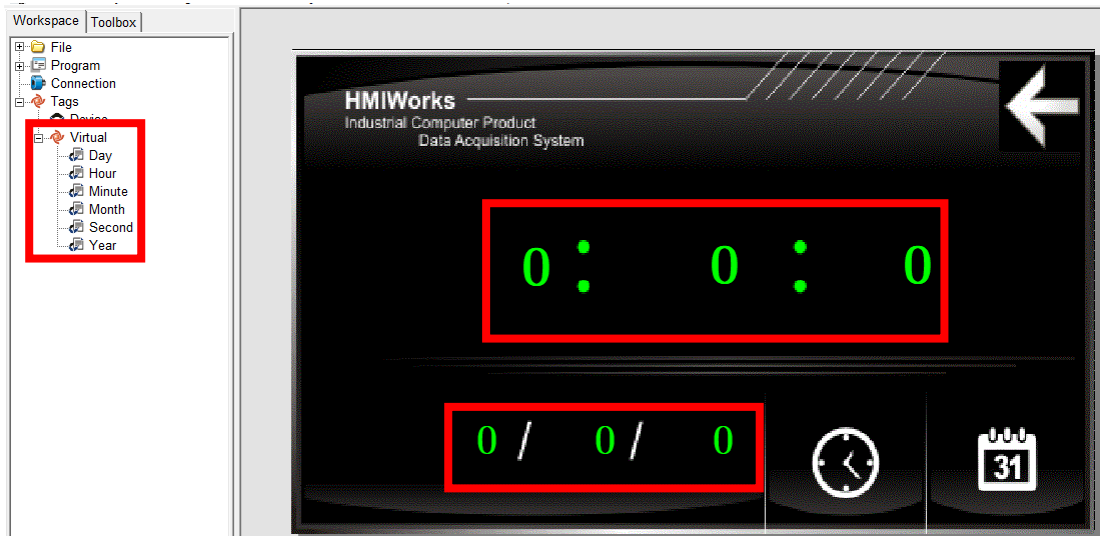 Workspace
Toolbox
File
Program
Connection
Tags
Device
Virtual
Day
Hour
Minute
Month
Second
Year
HMIWorks
Industrial Computer Product
Data Acquisition System
0 : 0 : 0
0 / 0 / 0
31